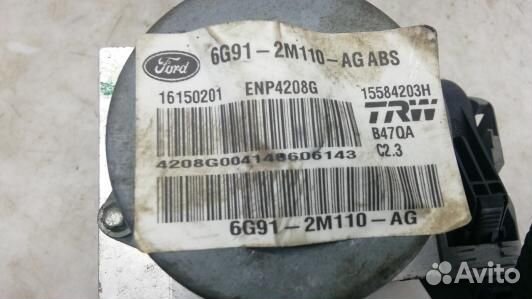 Ford
6G91-2M110-AG ABS
16150201 ENP4208G 15584203H
TRW
B47QA
C2.3
4208G004148606143
6G91-2M110-AG
Avito